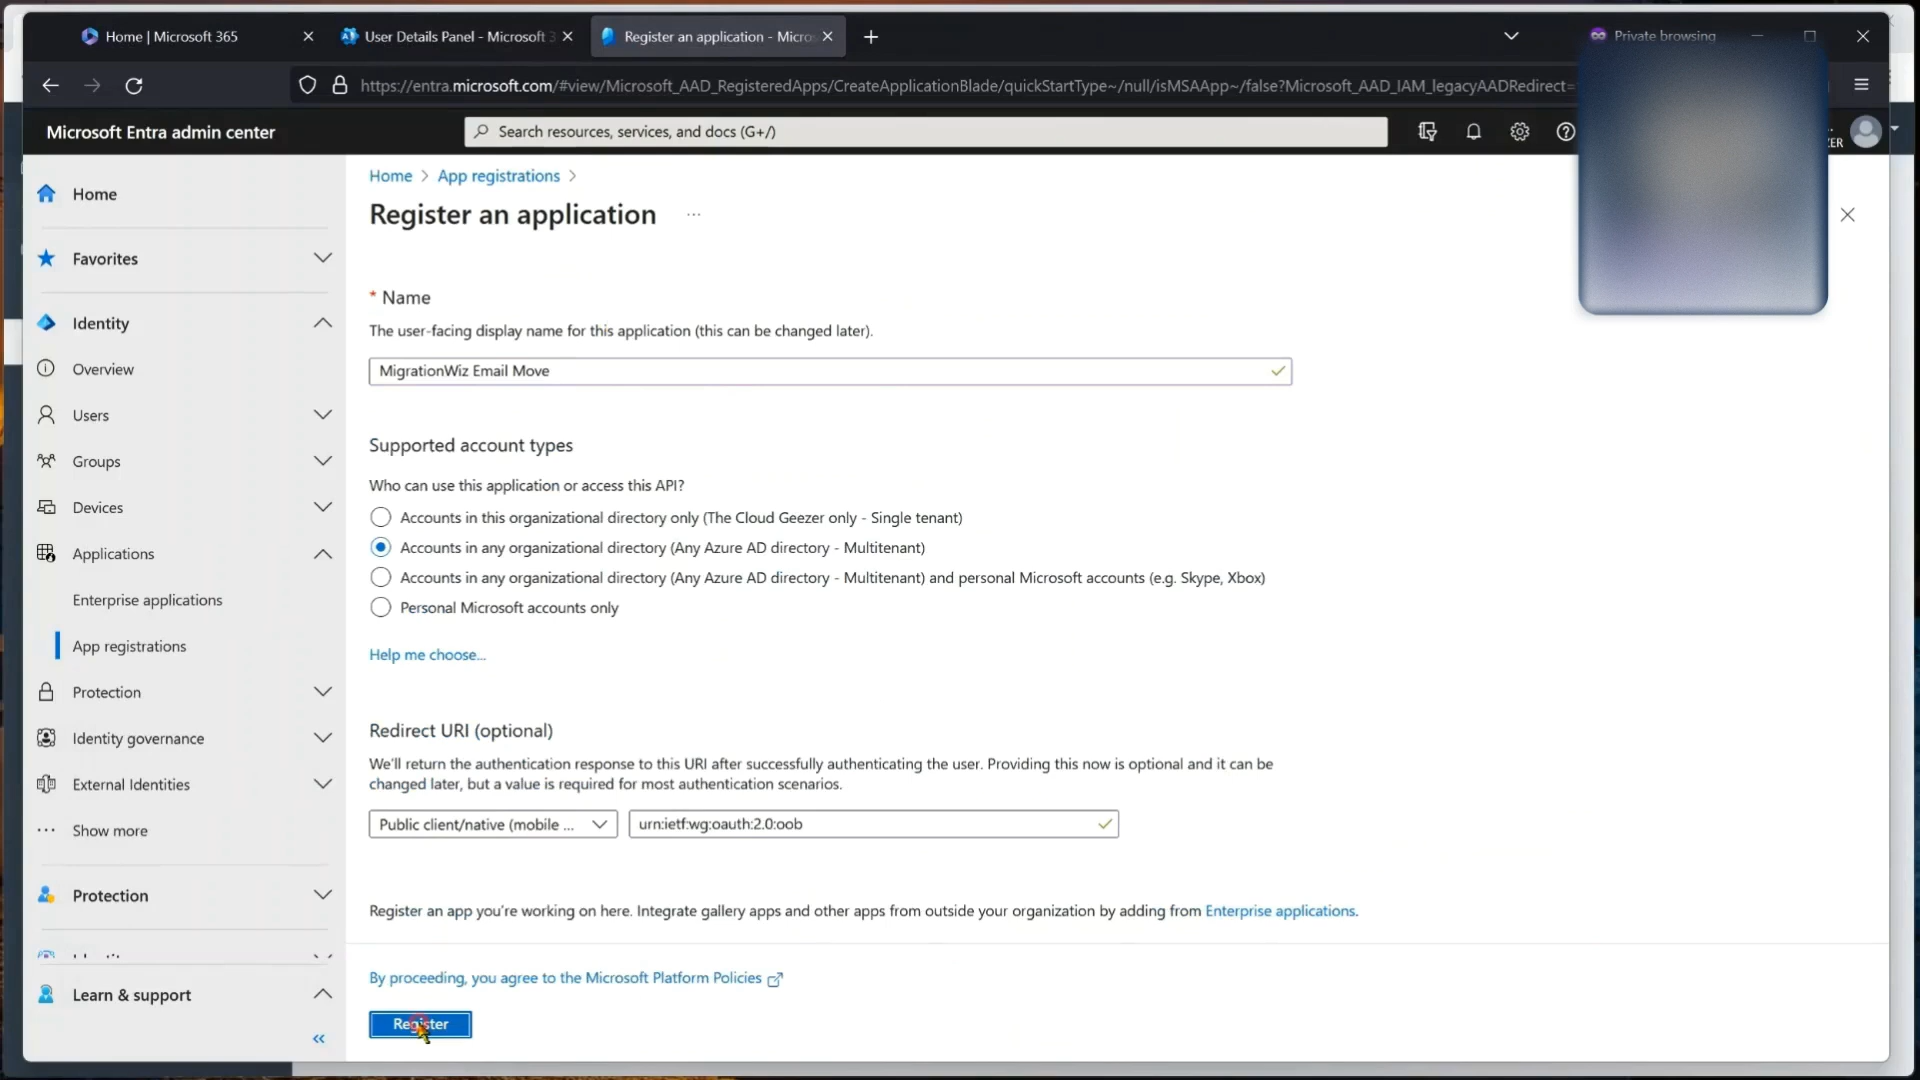 Home | Microsoft 365
User Details Panel - Microsoft 3
Register an application - Micro
Private browsing
https://entra.microsoft.com/#view/Microsoft_AAD_RegisteredApps/CreateApplicationBlade/quickStartType~/null/isMSAApp~/false?Microsoft_AAD_IAM_legacyAADRedirect=
Microsoft Entra admin center
Search resources, services, and docs (G+/)
ER
Home
Favorites
Identity
Overview
Users
Groups
Devices
Applications
Enterprise applications
App registrations
Protection
Identity governance
External Identities
Show more
Protection
Learn & support
Home > App registrations >
Register an application ...
* Name
The user-facing display name for this application (this can be changed later).
MigrationWiz Email Move
Supported account types
Who can use this application or access this API?
Accounts in this organizational directory only (The Cloud Geezer only - Single tenant)
Accounts in any organizational directory (Any Azure AD directory - Multitenant)
Accounts in any organizational directory (Any Azure AD directory - Multitenant) and personal Microsoft accounts (e.g. Skype, Xbox)
Personal Microsoft accounts only
Help me choose...
Redirect URI (optional)
We'll return the authentication response to this URI after successfully authenticating the user. Providing this now is optional and it can be
changed later, but a value is required for most authentication scenarios.
Public client/native (mobile ...
urn:ietf:wg:oauth:2.0:oob
Register an app you're working on here. Integrate gallery apps and other apps from outside your organization by adding from Enterprise applications.
By proceeding, you agree to the Microsoft Platform Policies
Register